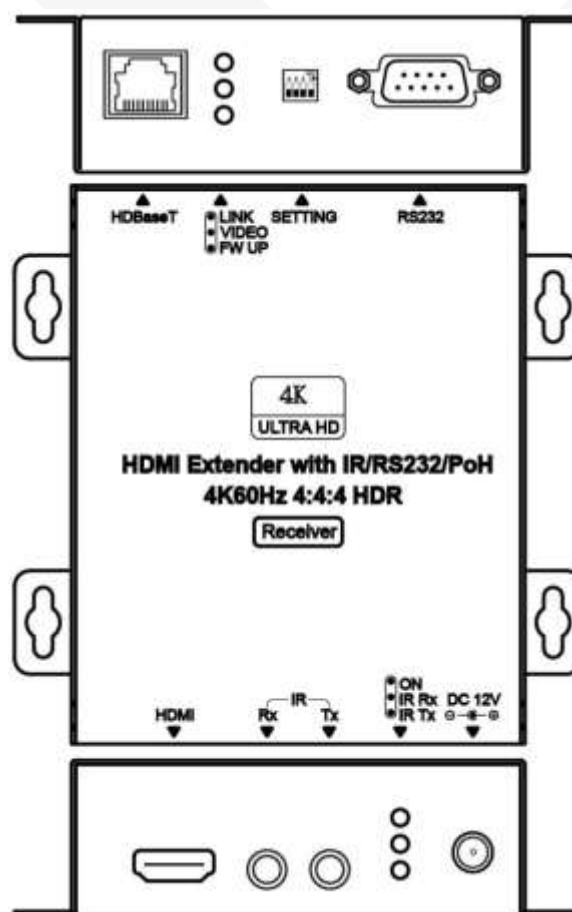 HDBaseT
LINK
VIDEO
FW UP
SETTING
RS232
4K
ULTRA HD
HDMI Extender with IR/RS232/PoH
4K60Hz 4:4:4 HDR
Receiver
HDMI
IR
Rx
Tx
ON
IR Rx
IR Tx
DC 12V